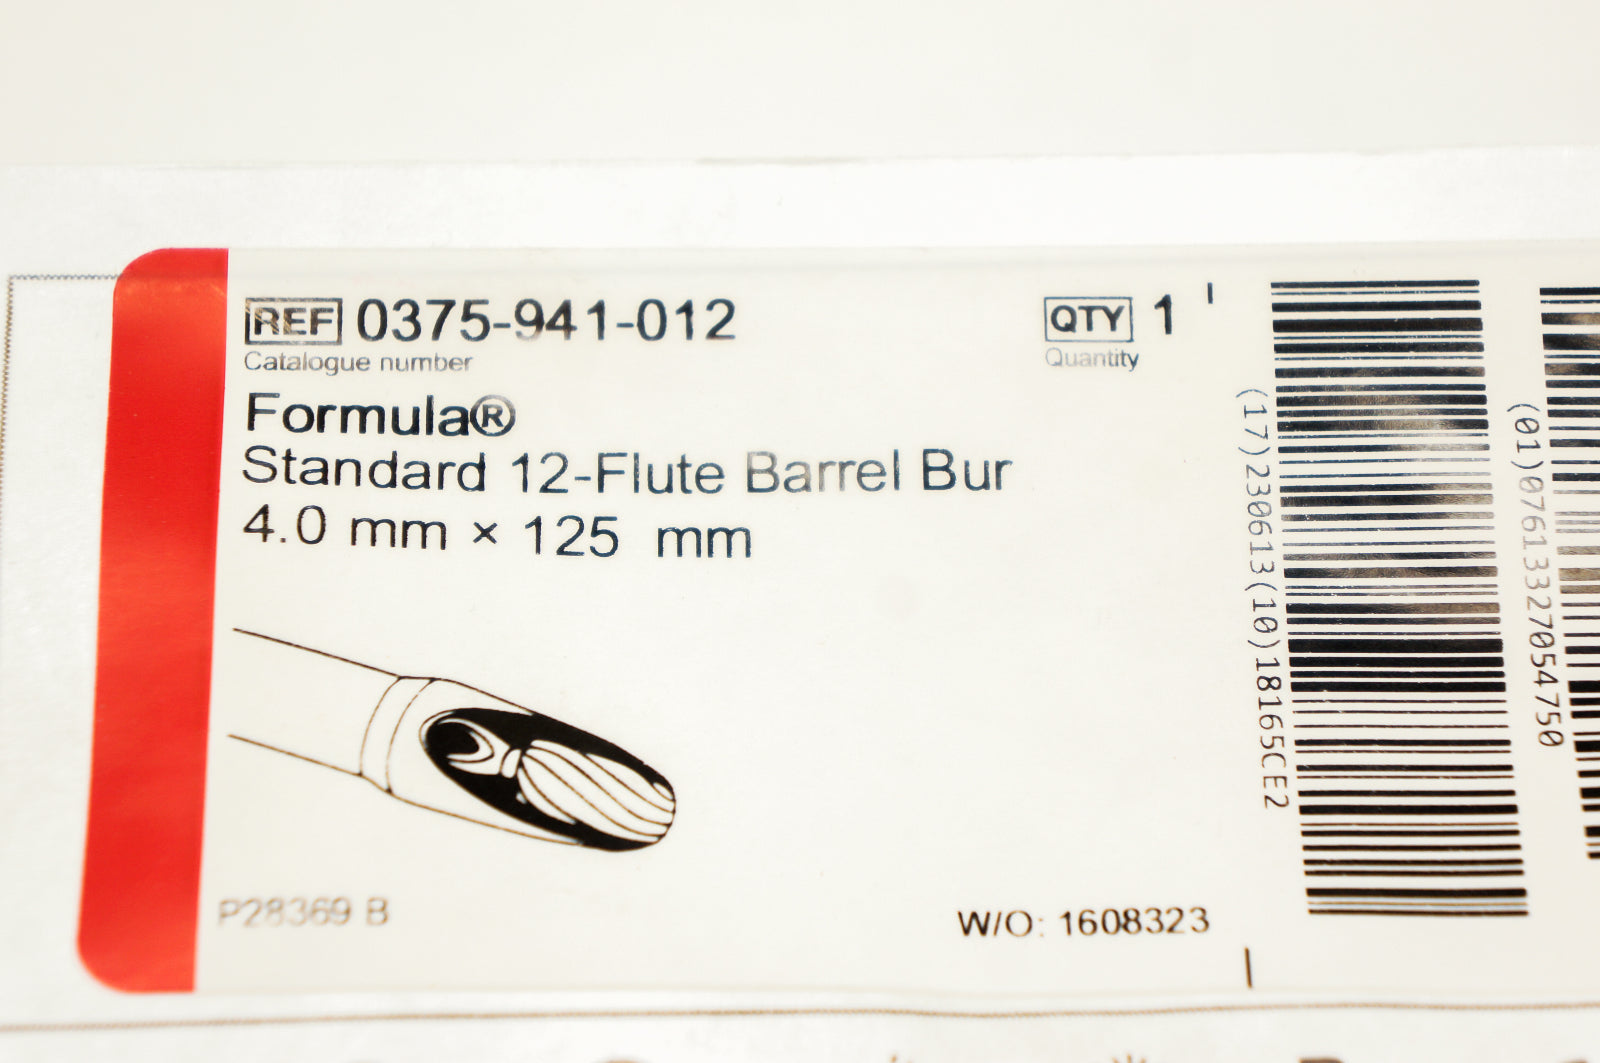 REF 0375-941-012
Catalogue number
QTY 1
Quantity
Formula®
Standard 12-Flute Barrel Bur
4.0 mm × 125 mm
P28369 B
W/O: 1608323
(17)230613(10)18165CE2
(01)07613327054750